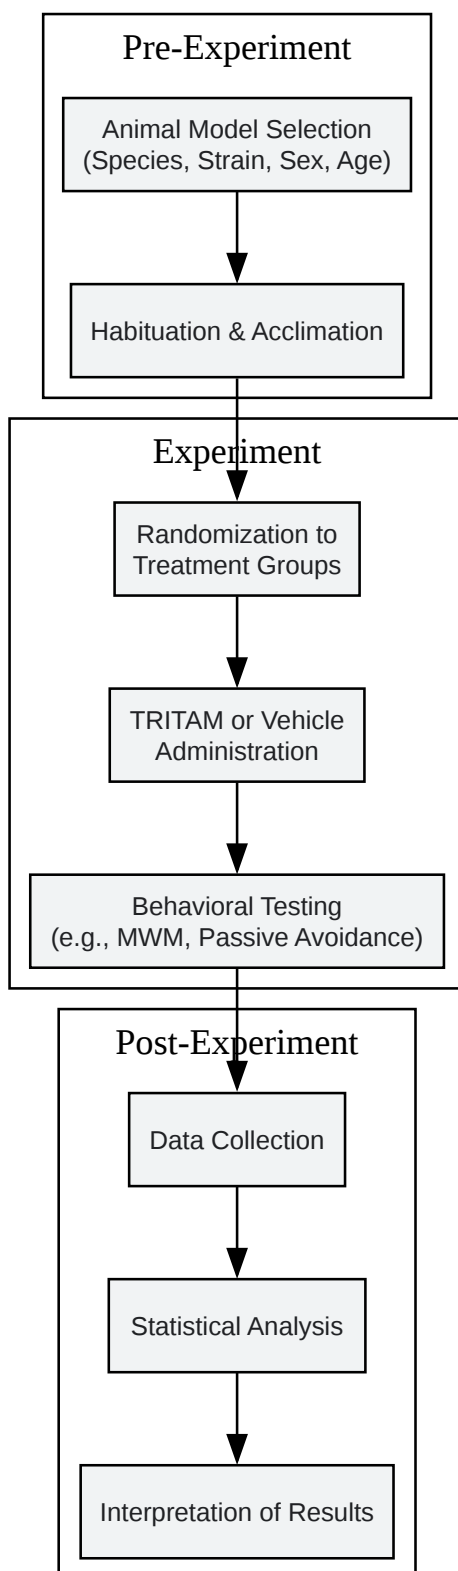 Pre-Experiment
Animal Model Selection
(Species, Strain, Sex, Age)
Habituation & Acclimation
Experiment
Randomization to
Treatment Groups
TRITAM or Vehicle
Administration
Behavioral Testing
(e.g., MWM, Passive Avoidance)
Post-Experiment
Data Collection
Statistical Analysis
Interpretation of Results